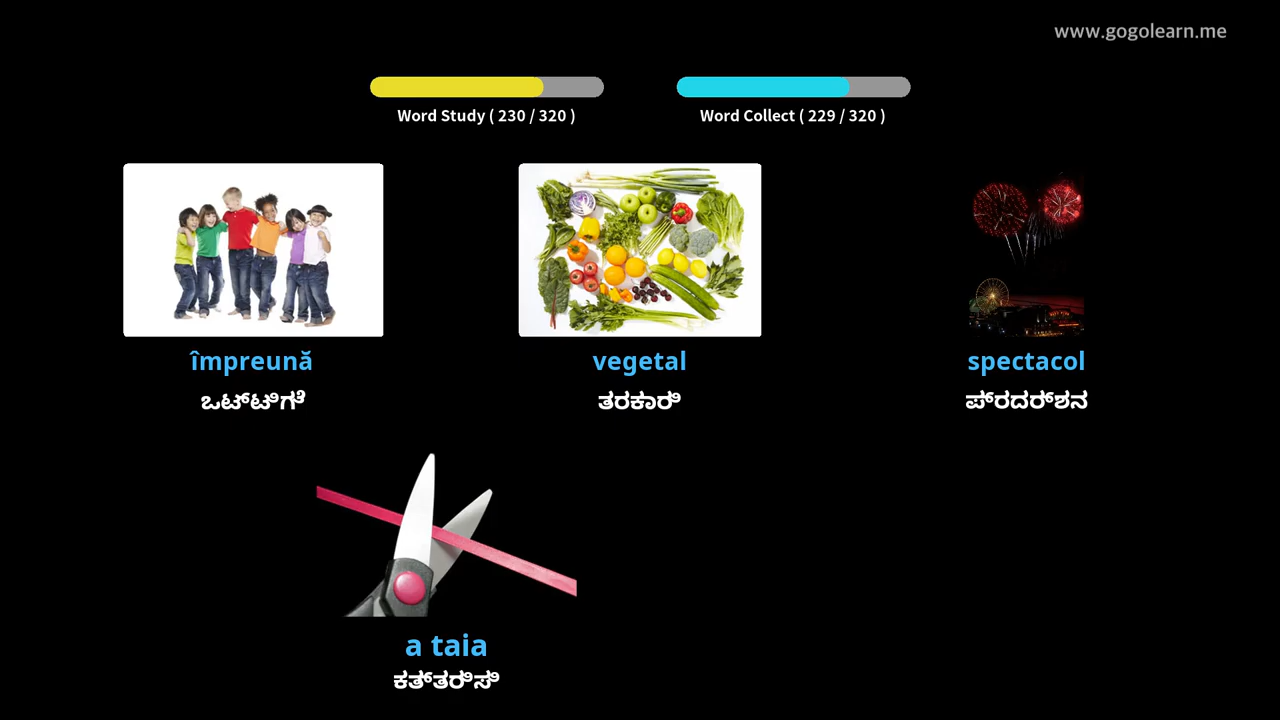 www.gogolearn.me
Word Study ( 230 / 320 )
Word Collect ( 229 / 320 )
împreună
vegetal
spectacol
ಒಟ್ಟಿಗೆ
ತರಕಾರಿ
ಪ್ರದರ್ಶನ
a taia
ಕತ್ತರಿಸಿ